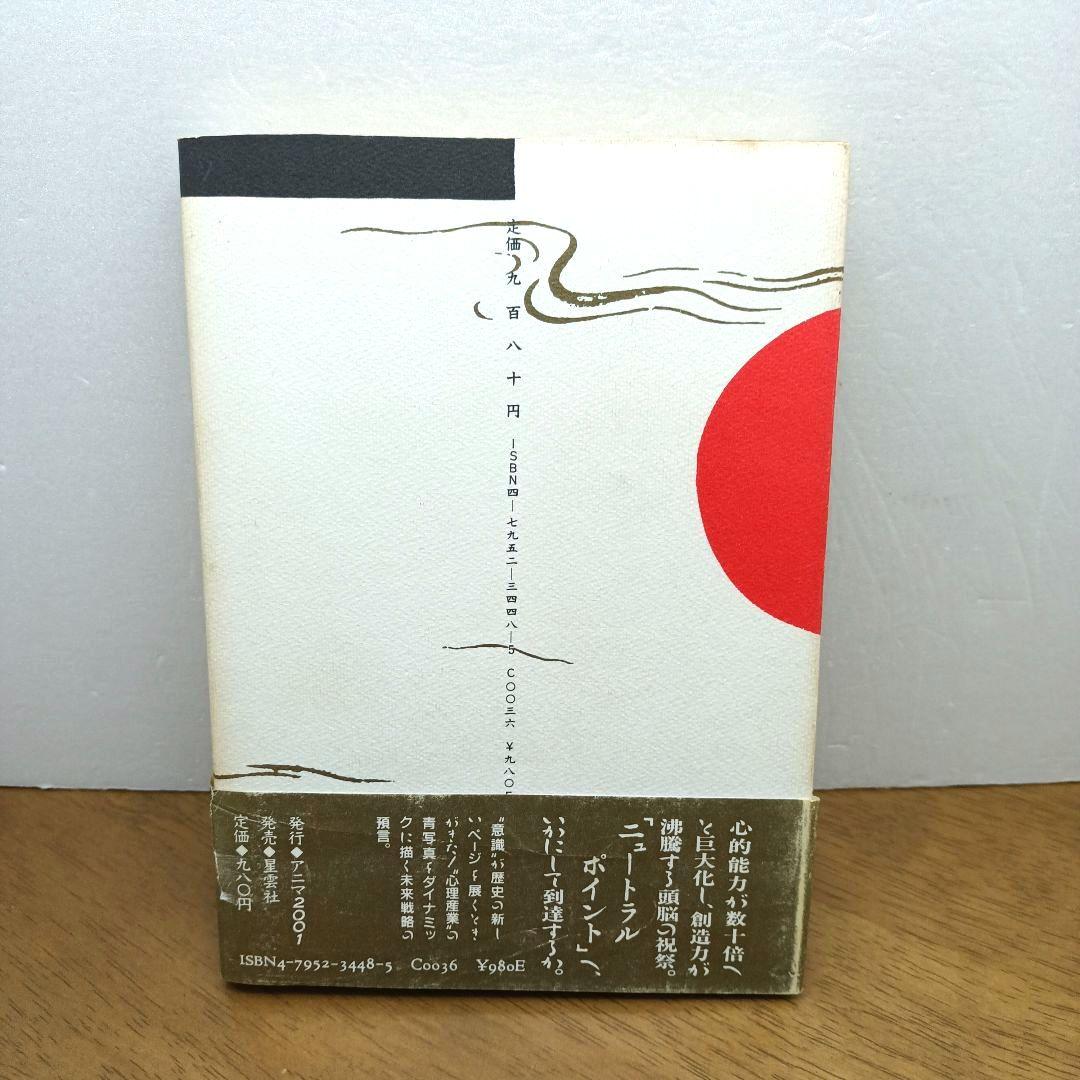 定価 九百八十円 ISBN四―七九五二―三四四八―5 C〇〇三六 ¥九八〇E
心的能力が数十倍へ
と巨大化し、創造力が
沸騰する頭脳の祝祭。
「ニュートラル
ポイント」へ、
いかにして到達するか。
"意識"が歴史の新し
いページを展くとき
がきた!"心理産業"の
青写真をダイナミッ
クに描く未来戦略の
預言。
発行◆アニマ2001
発売◆星雲社
定価◆九八〇円
ISBN4-7952-3448-5 C0036 ¥980E